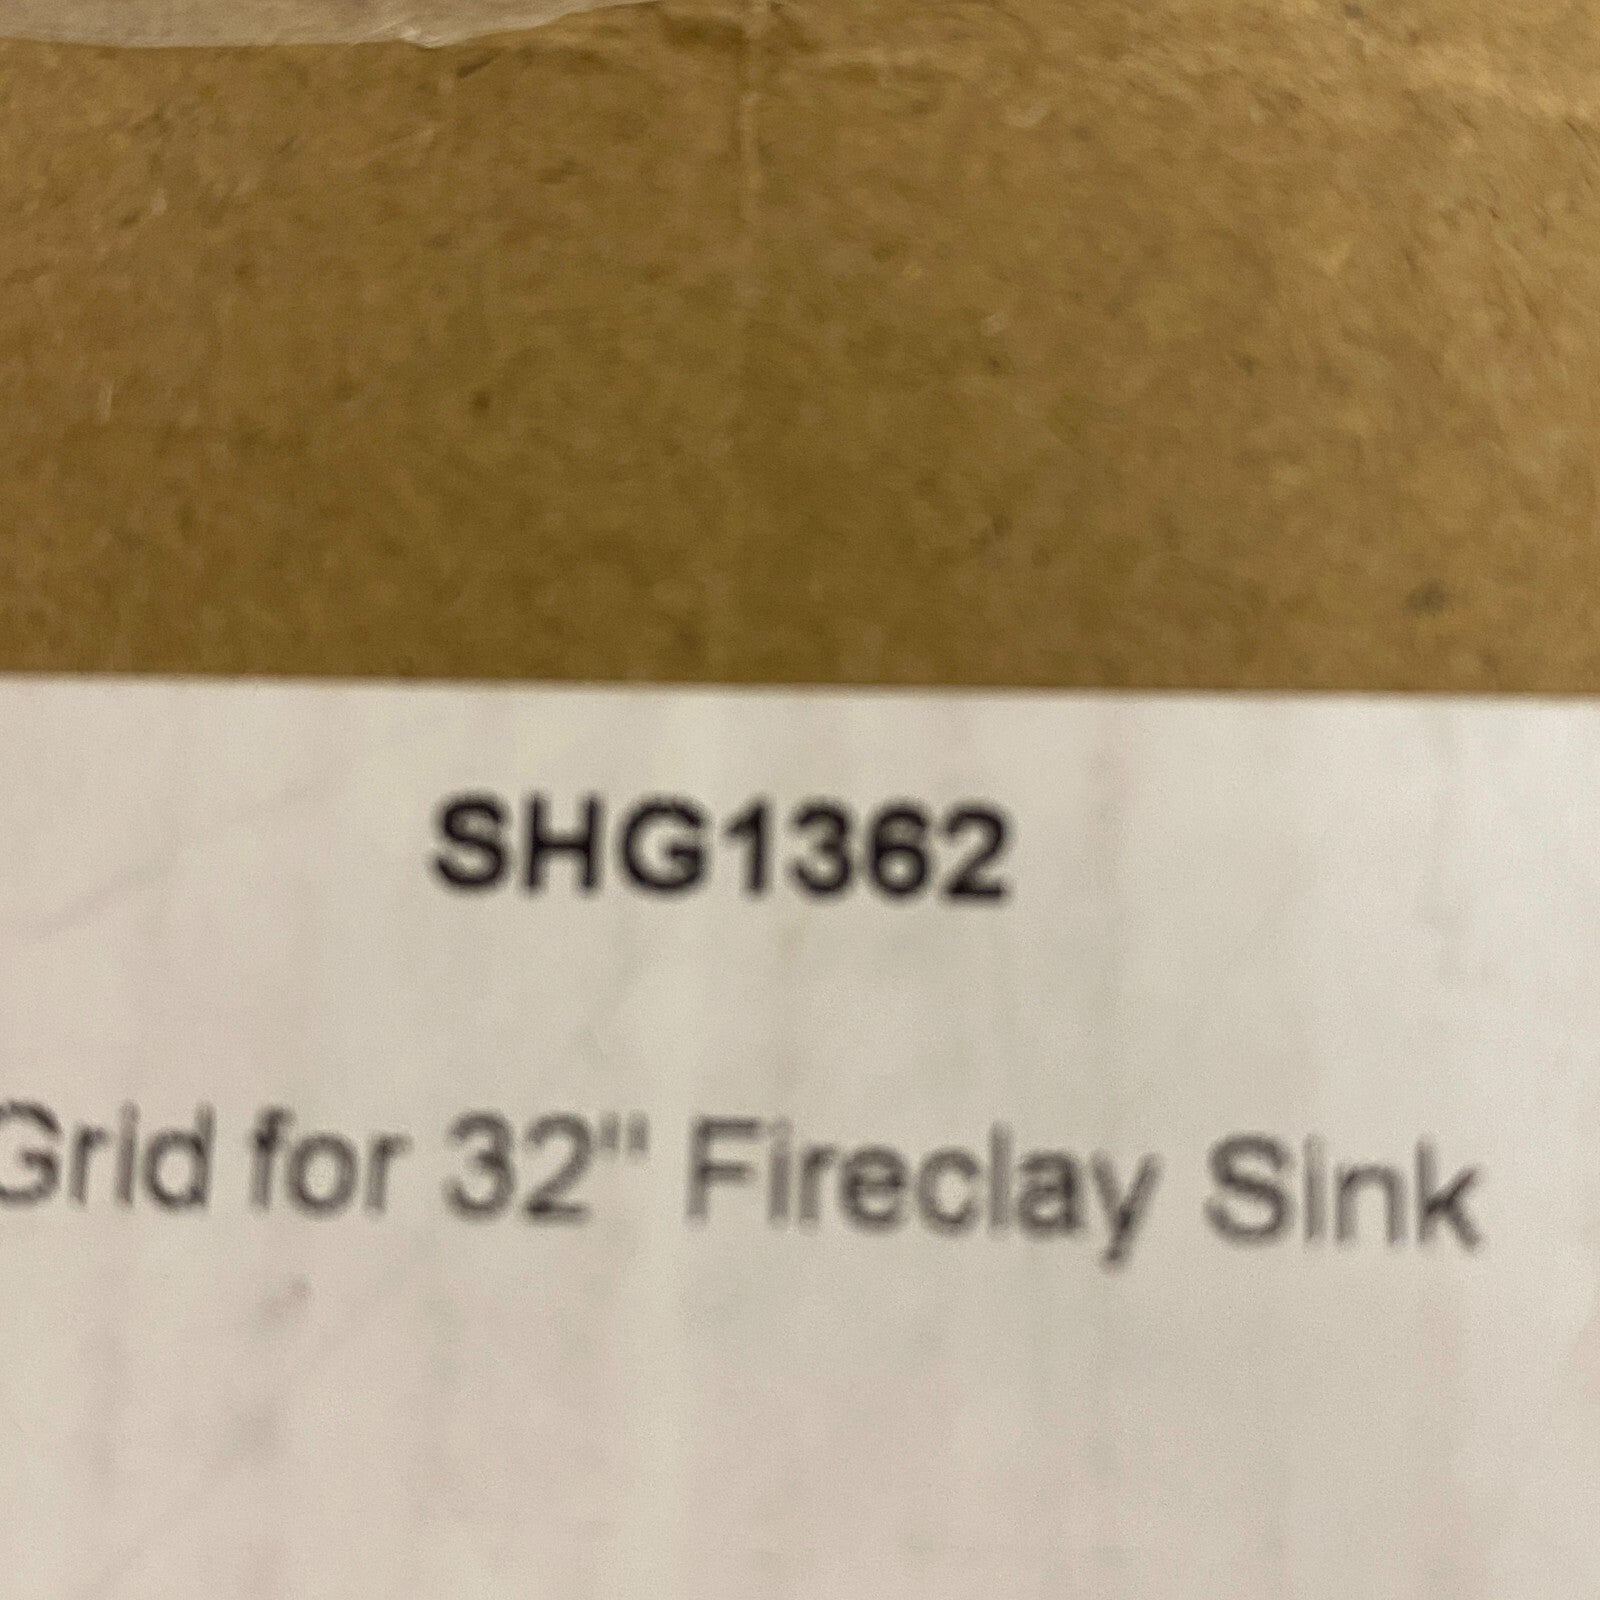 SHG1362
Grid for 32" Fireclay Sink